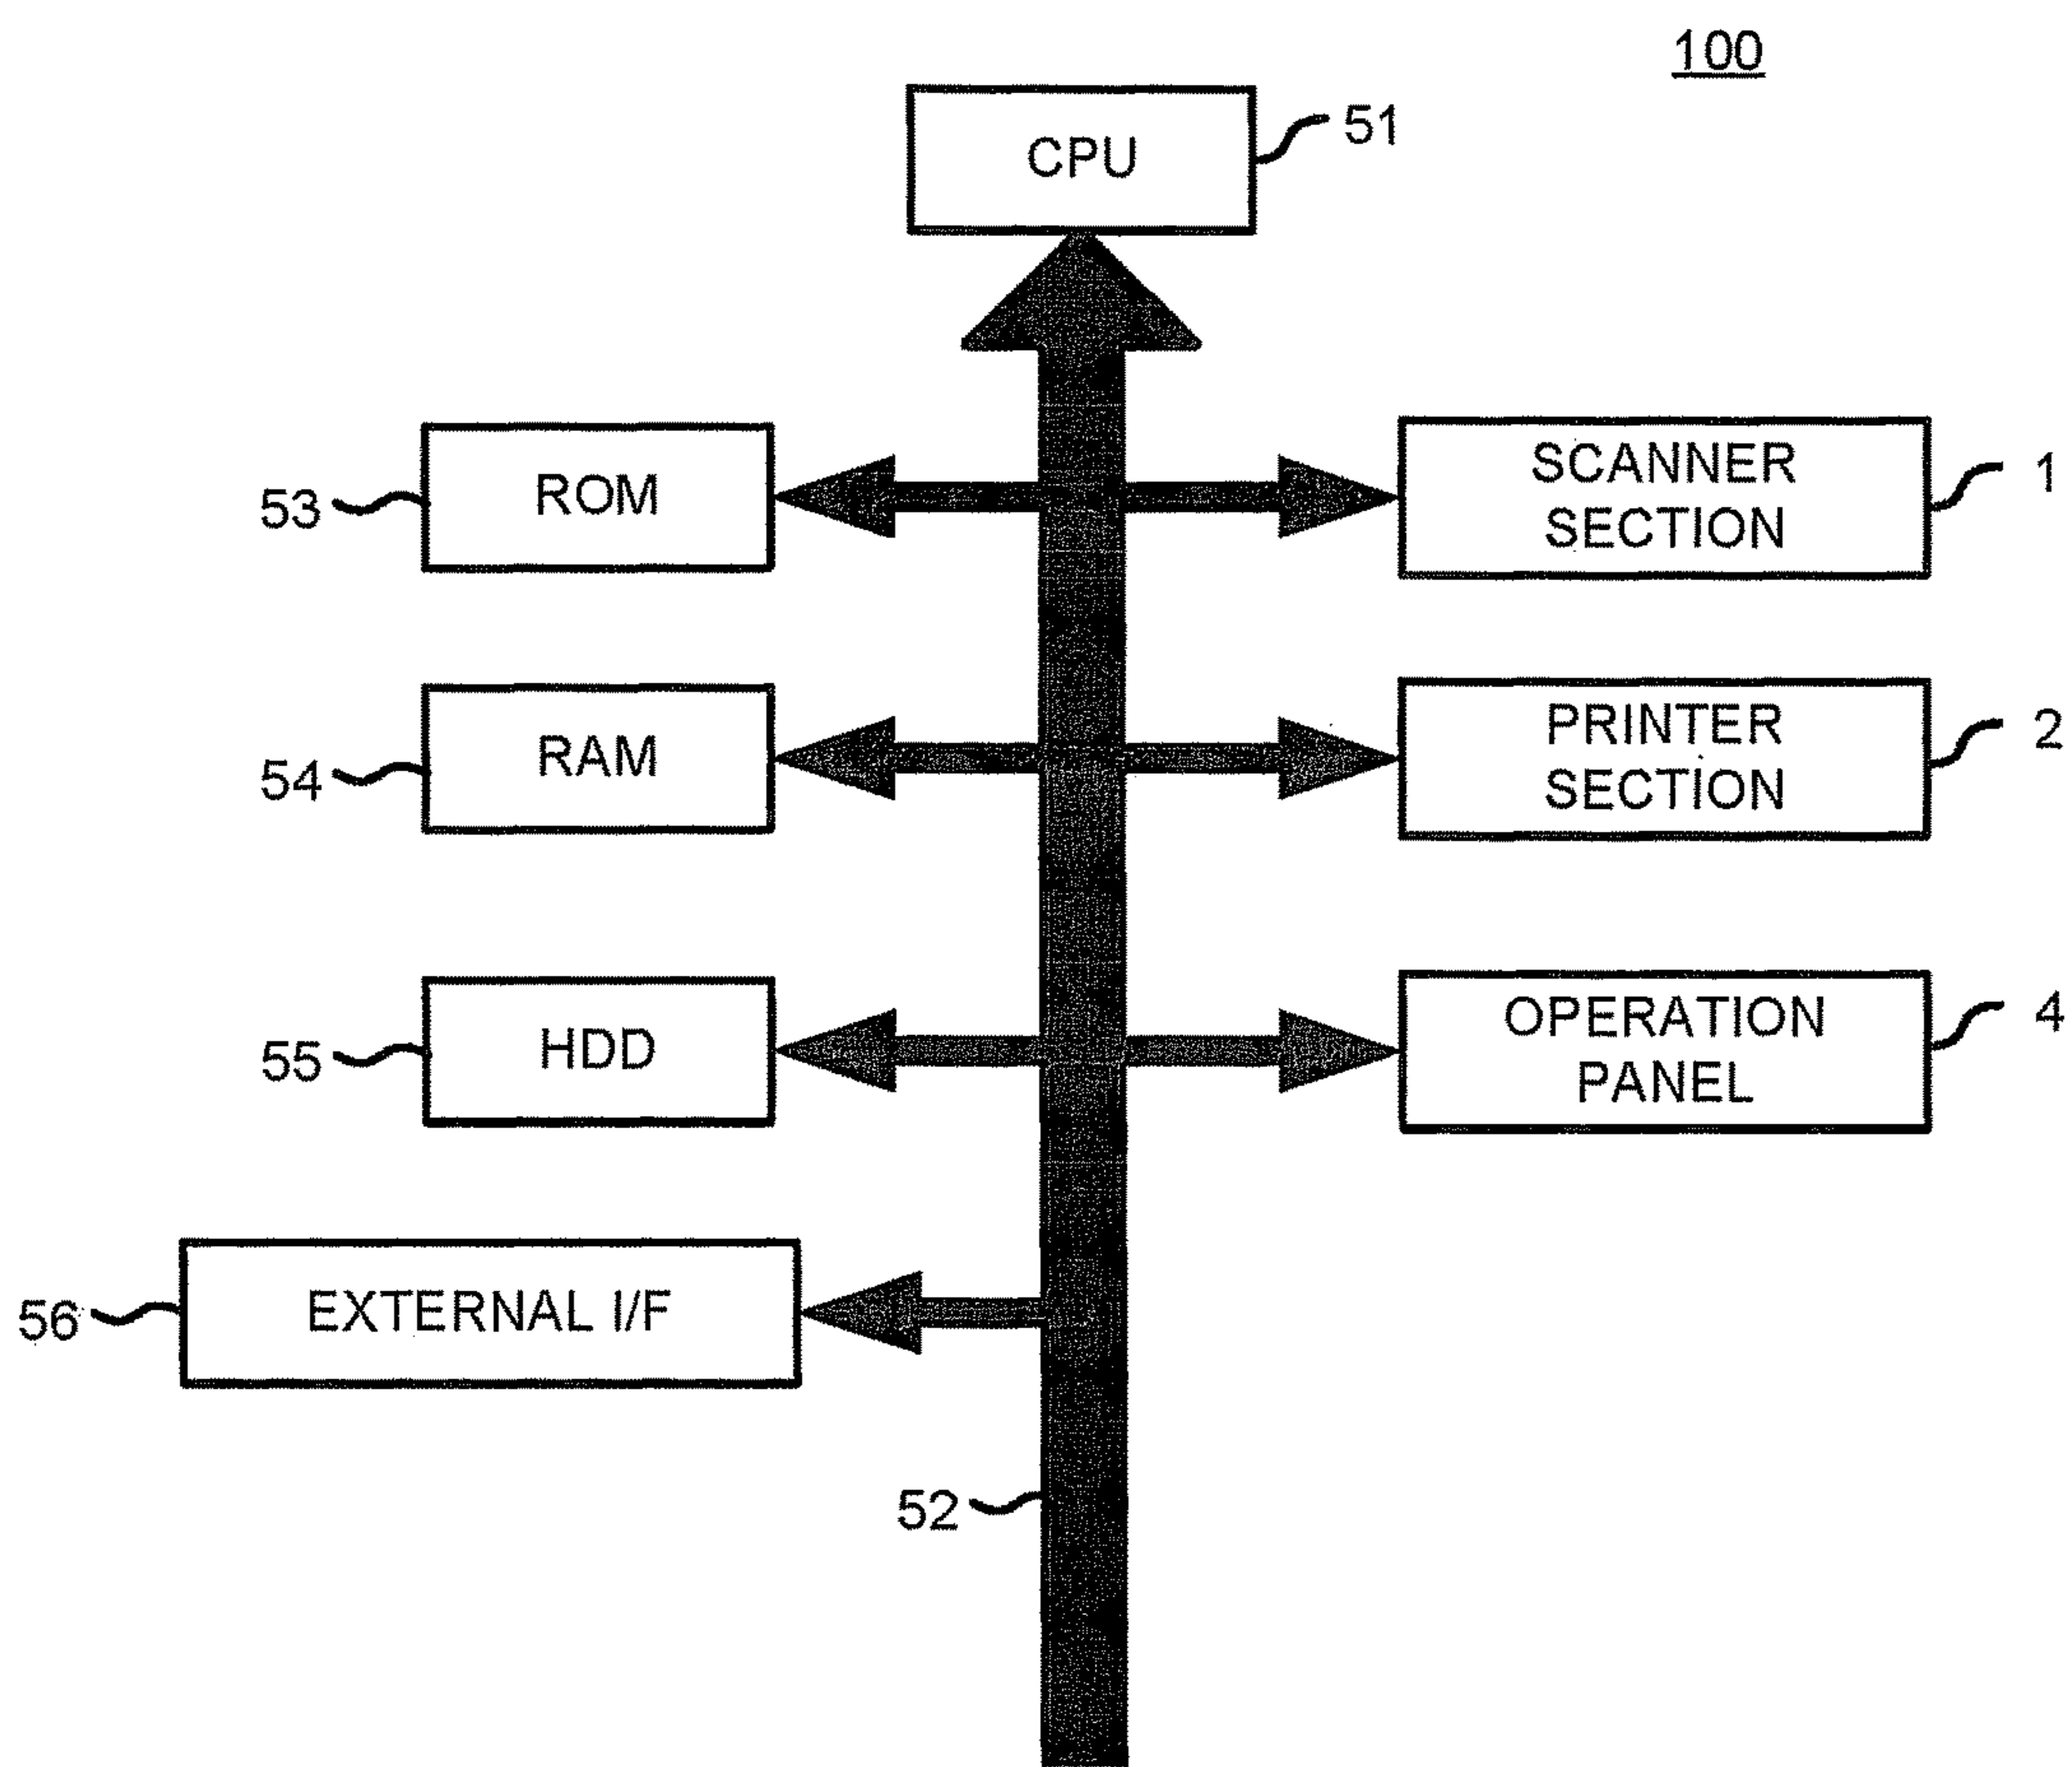 100
CPU
51
53
ROM
SCANNER
SECTION
1
54
RAM
PRINTER
SECTION
2
55
HDD
OPERATION
PANEL
4
56
EXTERNAL I/F
52